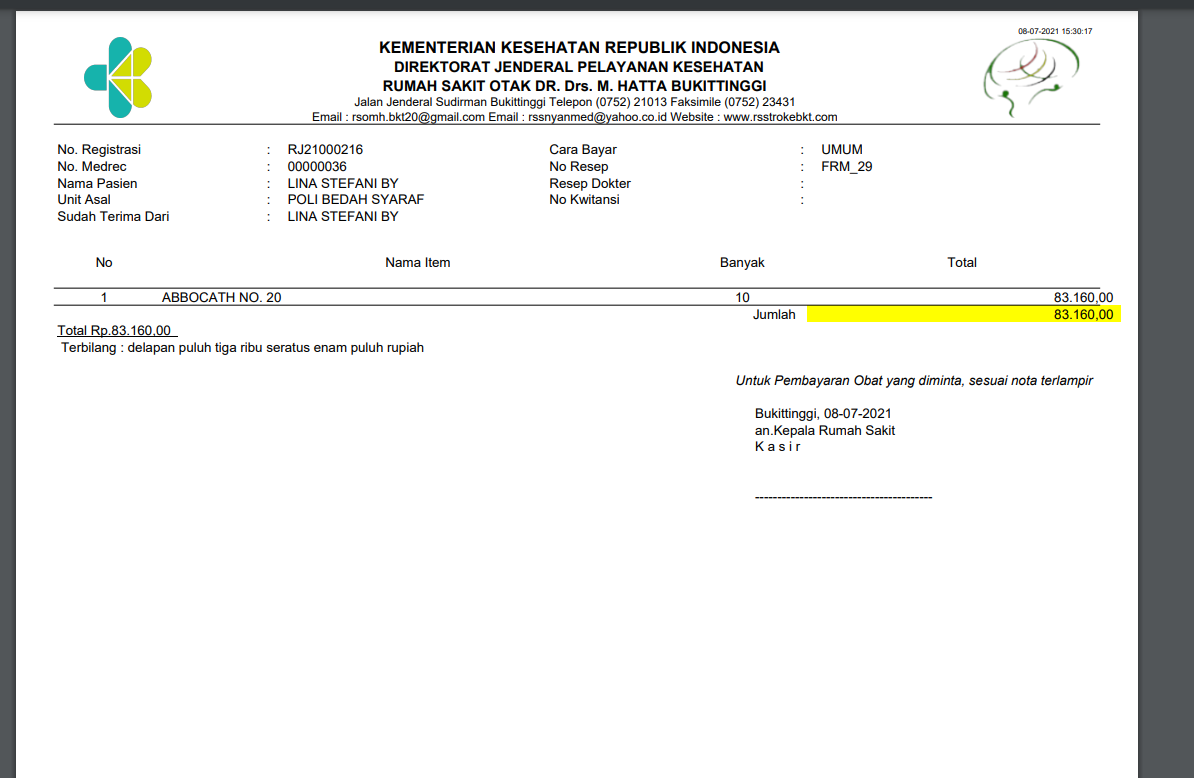 08-07-2021 15:30:17
KEMENTERIAN KESEHATAN REPUBLIK INDONESIA
DIREKTORAT JENDERAL PELAYANAN KESEHATAN
RUMAH SAKIT OTAK DR. Drs. M. HATTA BUKITTINGGI
Jalan Jenderal Sudirman Bukittinggi Telepon (0752) 21013 Faksimile (0752) 23431
Email : rsomh.bkt20@gmail.com Email : rssnyanmed@yahoo.co.id Website : www.rsstrokebkt.com
No. Registrasi : RJ21000216 Cara Bayar : UMUM
No. Medrec : 00000036 No Resep : FRM_29
Nama Pasien : LINA STEFANI BY Resep Dokter :
Unit Asal : POLI BEDAH SYARAF No Kwitansi :
Sudah Terima Dari : LINA STEFANI BY
No Nama Item Banyak Total
1 ABBOCATH NO. 20 10 83.160,00
Jumlah 83.160,00
Total Rp.83.160,00
Terbilang : delapan puluh tiga ribu seratus enam puluh rupiah
Untuk Pembayaran Obat yang diminta, sesuai nota terlampir
Bukittinggi, 08-07-2021
an.Kepala Rumah Sakit
K a s i r
----------------------------------------